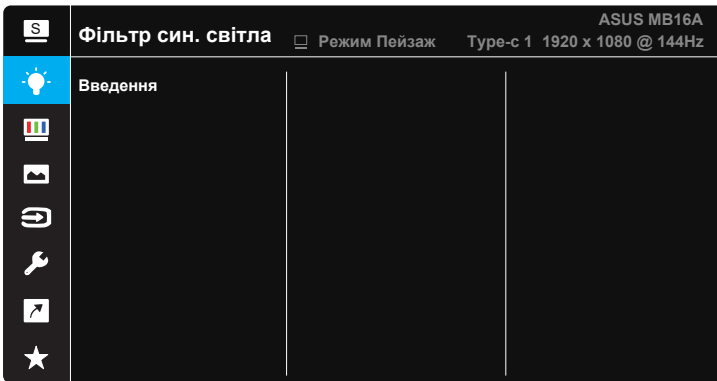 S
ASUS MB16A
Фільтр син. світла
Режим Пейзаж Type-c 1 1920 x 1080 @ 144Hz
Введення